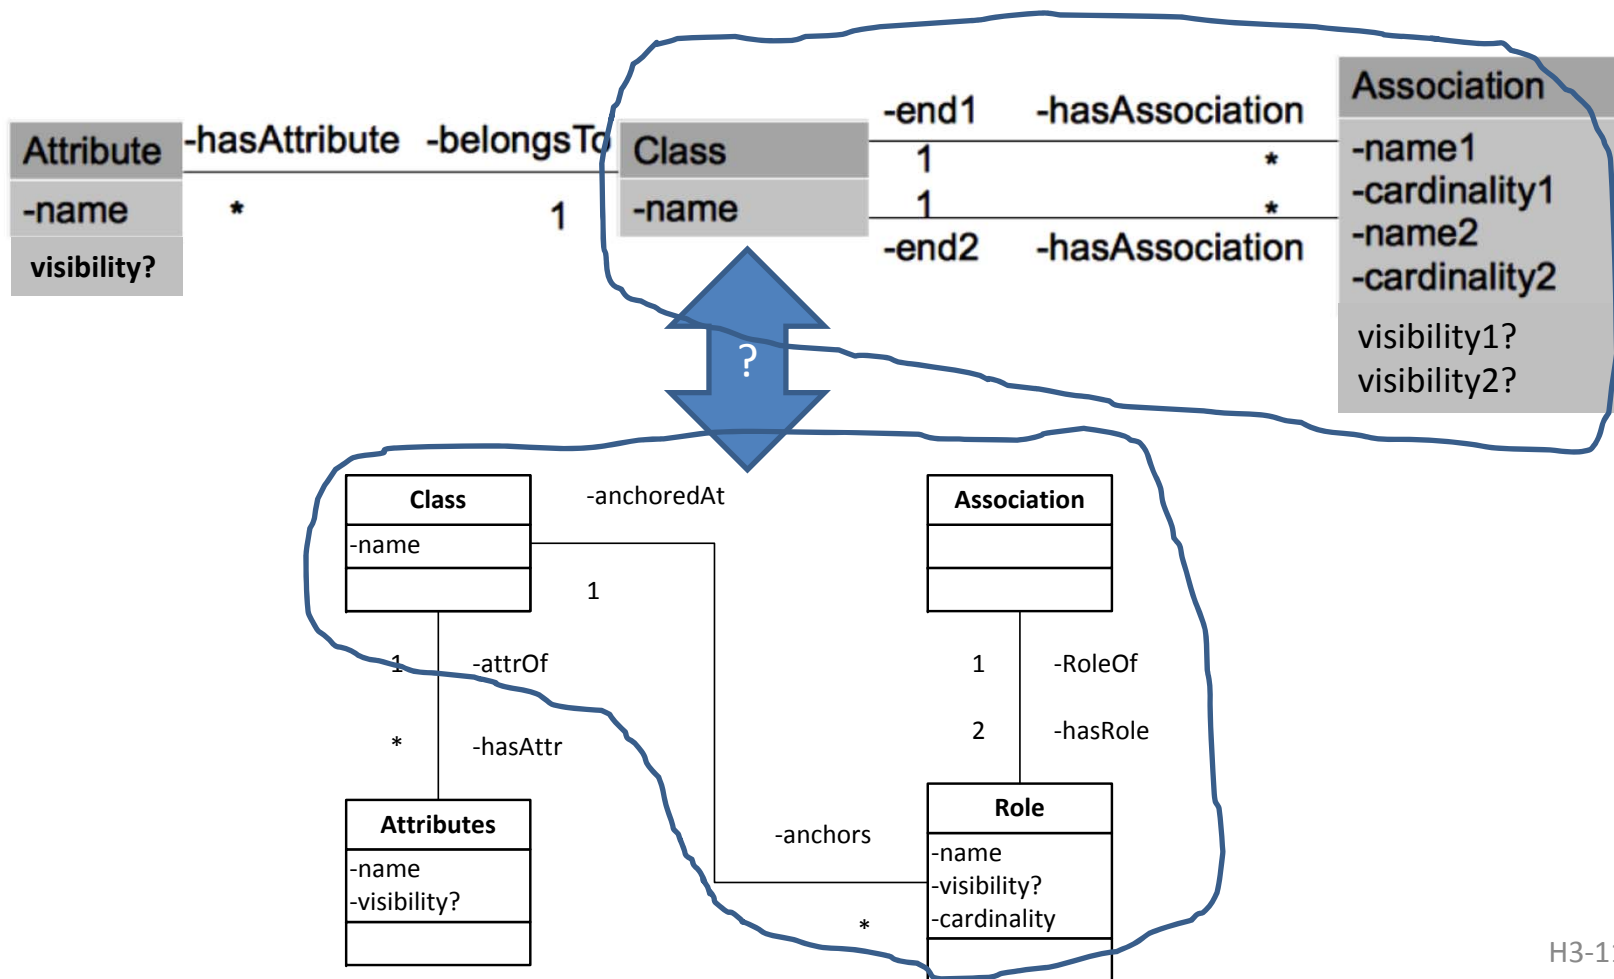 Attribute
-name
visibility?
-hasAttribute
-belongsTo
*
1
Class
-name
-end1
-hasAssociation
1
*
1
*
-end2
-hasAssociation
Association
-name1
-cardinality1
-name2
-cardinality2
visibility1?
visibility2?
?
Class
-name
-anchoredAt
1
Association
1
-attrOf
*
-hasAttr
1
-RoleOf
2
-hasRole
Attributes
-name
-visibility?
-anchors
*
Role
-name
-visibility?
-cardinality